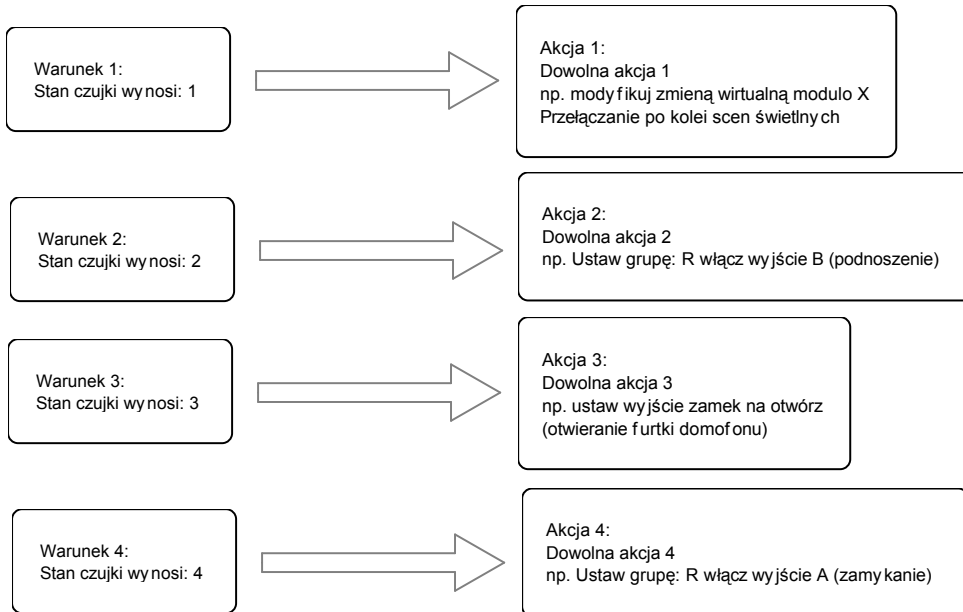 Warunek 1:
Stan czujki wynosi: 1
Akcja 1:
Dowolna akcja 1
np. modyfikuj zmieną wirtualną modulo X
Przełączanie po kolei scen świetlnych
Warunek 2:
Stan czujki wynosi: 2
Akcja 2:
Dowolna akcja 2
np. Ustaw grupę: R włącz wyjście B (podnoszenie)
Warunek 3:
Stan czujki wynosi: 3
Akcja 3:
Dowolna akcja 3
np. ustaw wyjście zamek na otwórz
(otwieranie furtki domofonu)
Warunek 4:
Stan czujki wynosi: 4
Akcja 4:
Dowolna akcja 4
np. Ustaw grupę: R włącz wyjście A (zamykanie)